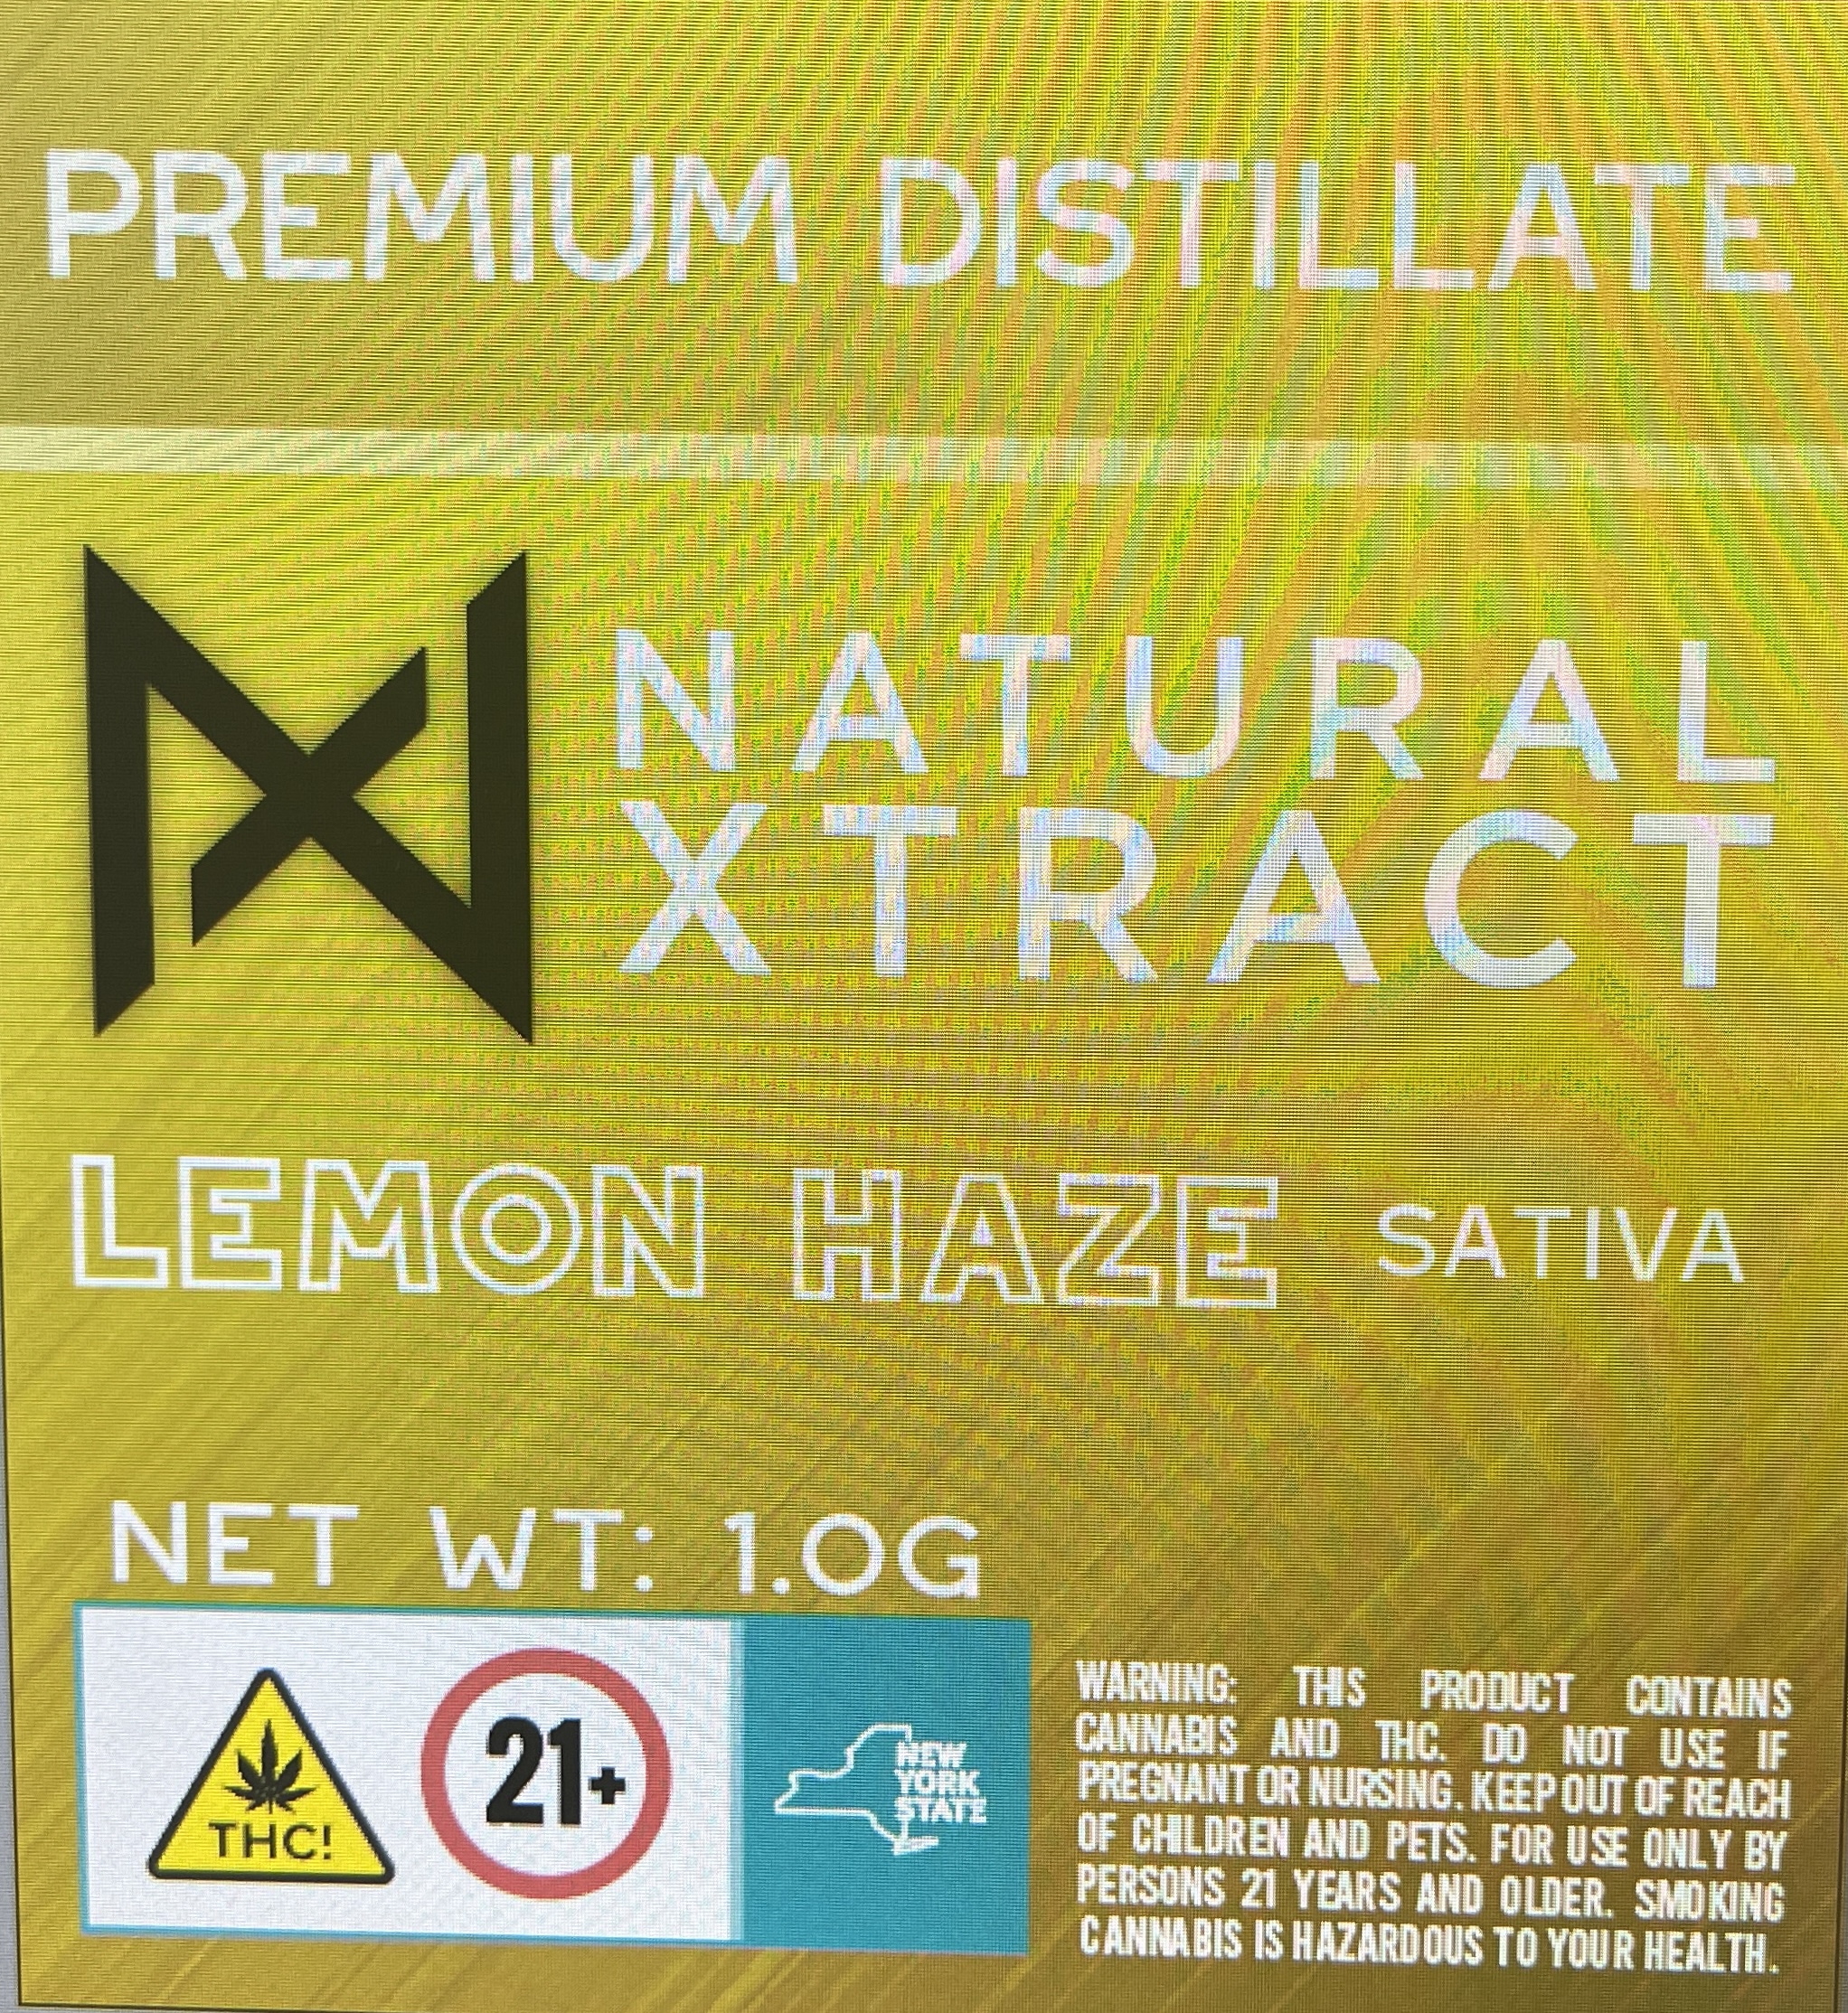 PREMIUM DISTILLATE
NATURAL
XTRACT
LEMON HAZE SATIVA
NET WT: 1.0G
THC!
21+
NEW
YORK
STATE
WARNING: THIS PRODUCT CONTAINS
CANNABIS AND THC. DO NOT USE IF
PREGNANT OR NURSING. KEEP OUT OF REACH
OF CHILDREN AND PETS. FOR USE ONLY BY
PERSONS 21 YEARS AND OLDER. SMOKING
CANNABIS IS HAZARDOUS TO YOUR HEALTH.